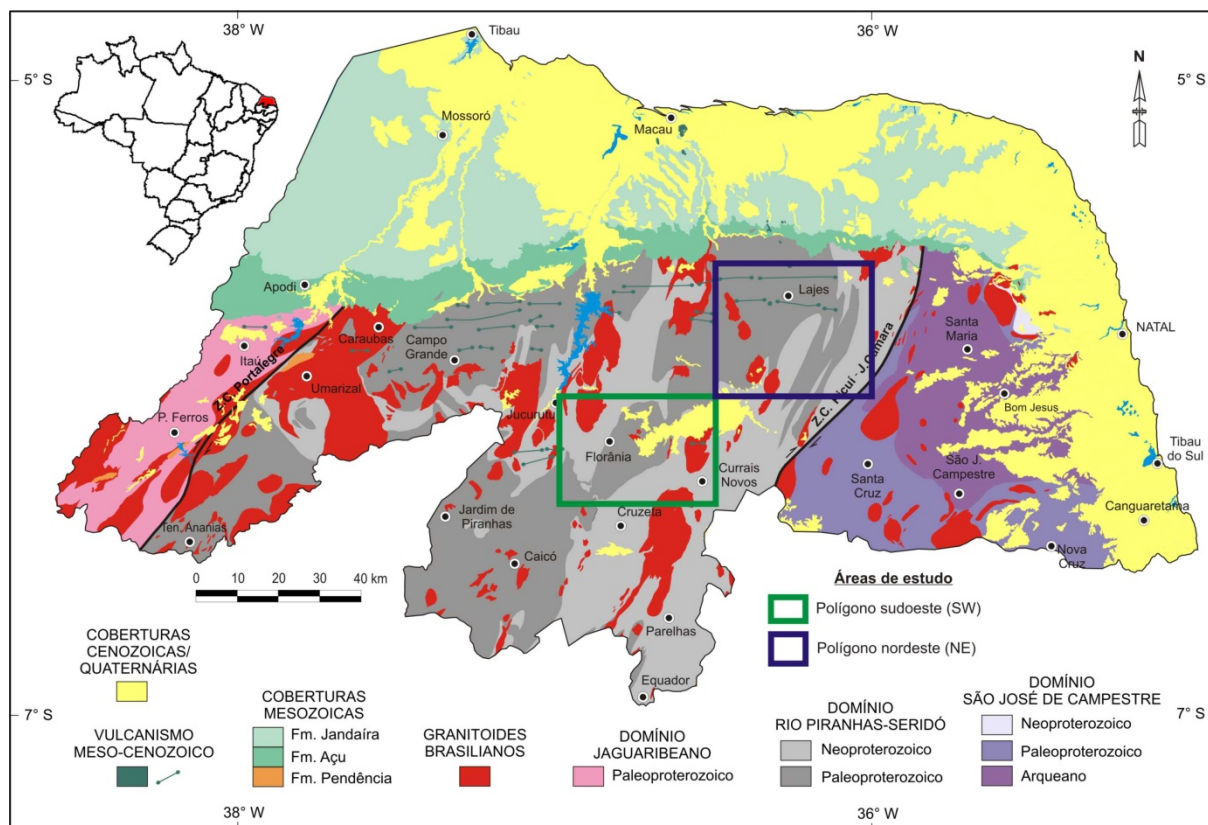 38° W
36° W
5° S
5° S
N
Tibau
Mossoró
Macau
Apodi
Lajes
Itaú
Caraubas
Campo
Grande
Santa
Maria
NATAL
Z.C. Portalegre
Umarizal
Z.C. Picuí - J.Câmara
P. Ferros
Jucurutu
Bom Jesus
Florânia
Tibau
do Sul
Currais
Novos
Santa
Cruz
São J.
Campestre
Jardim de
Piranhas
Cruzeta
Canguaretama
Ten. Ananias
Caicó
Nova
Cruz
0 10 20 30 40 km
Parelhas
Equador
Áreas de estudo
Polígono sudoeste (SW)
Polígono nordeste (NE)
COBERTURAS
CENOZOICAS/
QUATERNÁRIAS
VULCANISMO
MESO-CENOZOICO
COBERTURAS
MESOZOICAS
Fm. Jandaíra
Fm. Açu
Fm. Pendência
GRANITOIDES
BRASILIANOS
DOMÍNIO
JAGUARIBEANO
Paleoproterozoico
DOMÍNIO
RIO PIRANHAS-SERIDÓ
Neoproterozoico
Paleoproterozoico
DOMÍNIO
SÃO JOSÉ DE CAMPESTRE
Neoproterozoico
Paleoproterozoico
Arqueano
7° S
7° S
38° W
36° W